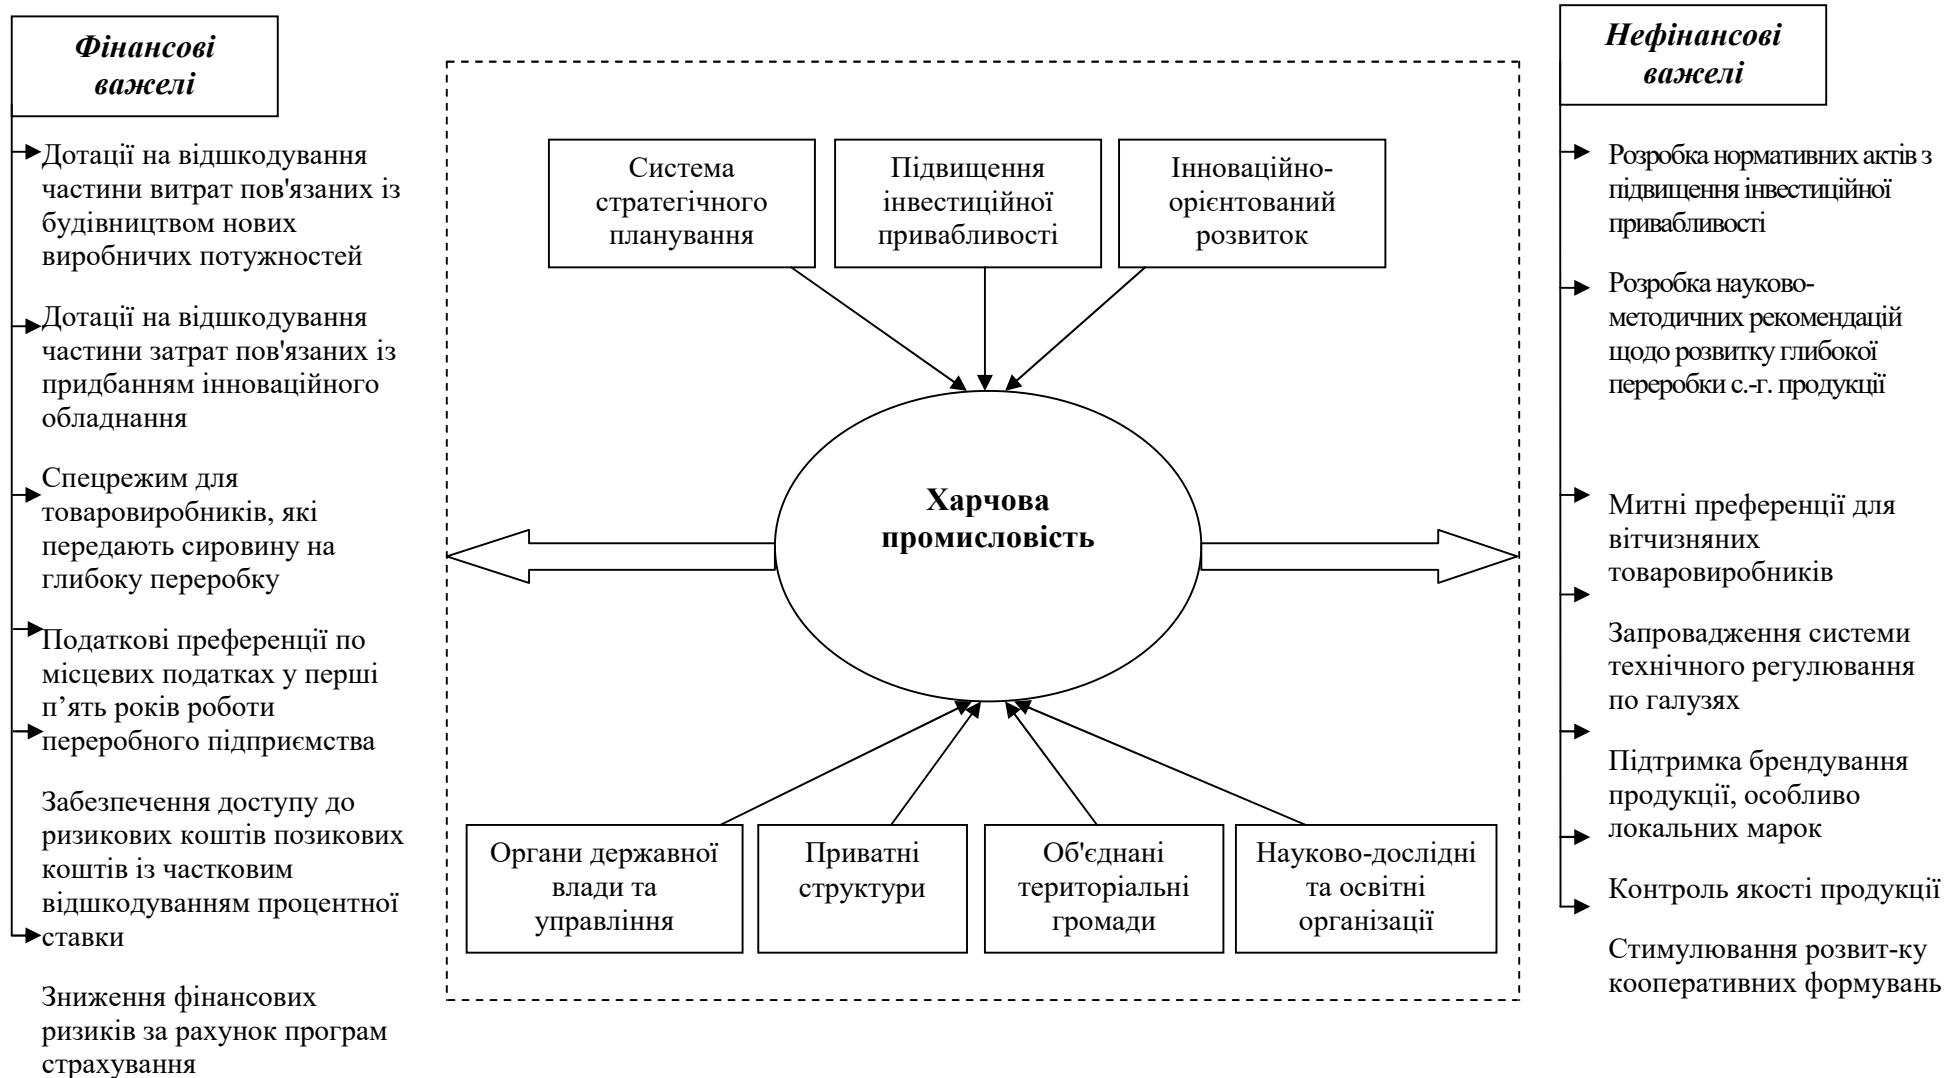 Фінансові
важелі
Дотації на відшкодування
частини витрат пов'язаних із
будівництвом нових
виробничих потужностей
Дотації на відшкодування
частини затрат пов'язаних із
придбанням інноваційного
обладнання
Спецрежим для
товаровиробників, які
передають сировину на
глибоку переробку
Податкові преференції по
місцевих податках у перші
п’ять років роботи
переробного підприємства
Забезпечення доступу до
ризикових коштів позикових
коштів із частковим
відшкодуванням процентної
ставки
Зниження фінансових
ризиків за рахунок програм
страхування
Система
стратегічного
планування
Підвищення
інвестиційної
привабливості
Інноваційно-
орієнтований
розвиток
Харчова
промисловість
Органи державної
влади та
управління
Приватні
структури
Об'єднані
територіальні
громади
Науково-дослідні
та освітні
організації
Нефінансові
важелі
Розробка нормативних актів з
підвищення інвестиційної
привабливості
Розробка науково-
методичних рекомендацій
щодо розвитку глибокої
переробки с.-г. продукції
Митні преференції для
вітчизняних
товаровиробників
Запровадження системи
технічного регулювання
по галузях
Підтримка брендування
продукції, особливо
локальних марок
Контроль якості продукції
Стимулювання розвит-ку
кооперативних формувань